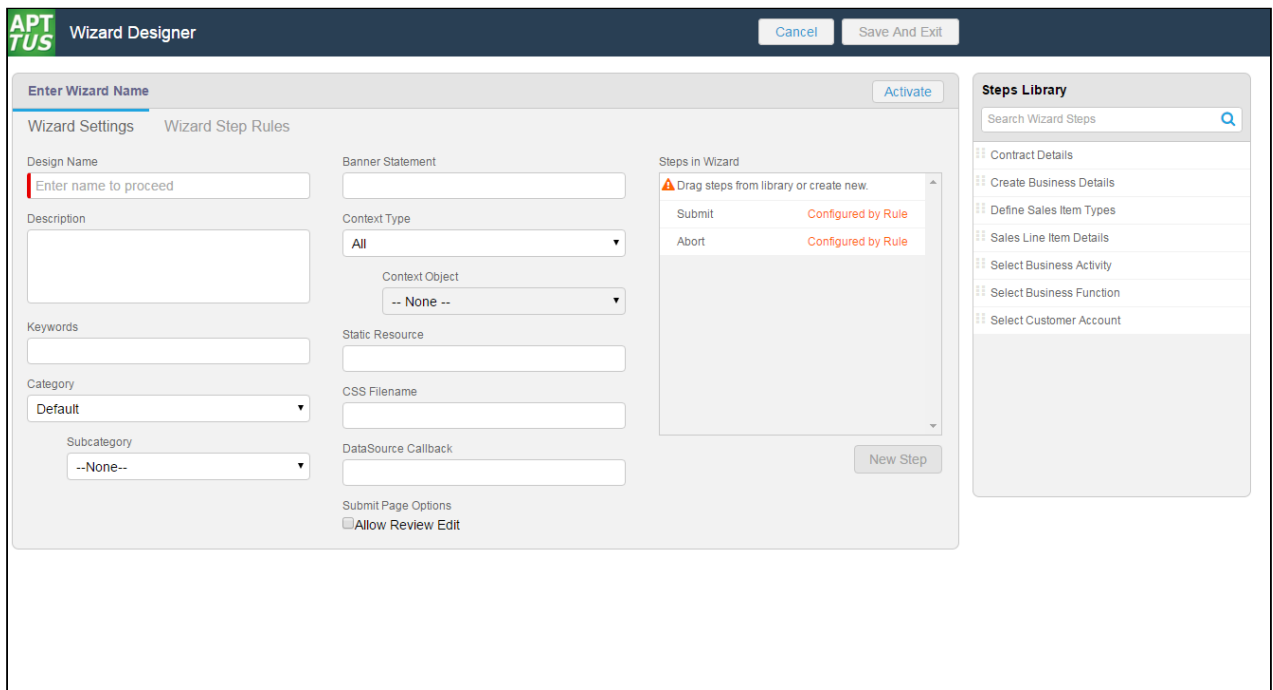 APT
TUS
Wizard Designer
Cancel
Save And Exit
Enter Wizard Name
Activate
Wizard Settings
Wizard Step Rules
Design Name
Enter name to proceed
Description
Keywords
Category
Default
Subcategory
--None--
Banner Statement
Context Type
All
Context Object
-- None --
Static Resource
CSS Filename
DataSource Callback
Submit Page Options
Allow Review Edit
Steps in Wizard
Drag steps from library or create new.
Submit Configured by Rule
Abort Configured by Rule
New Step
Steps Library
Search Wizard Steps
Contract Details
Create Business Details
Define Sales Item Types
Sales Line Item Details
Select Business Activity
Select Business Function
Select Customer Account